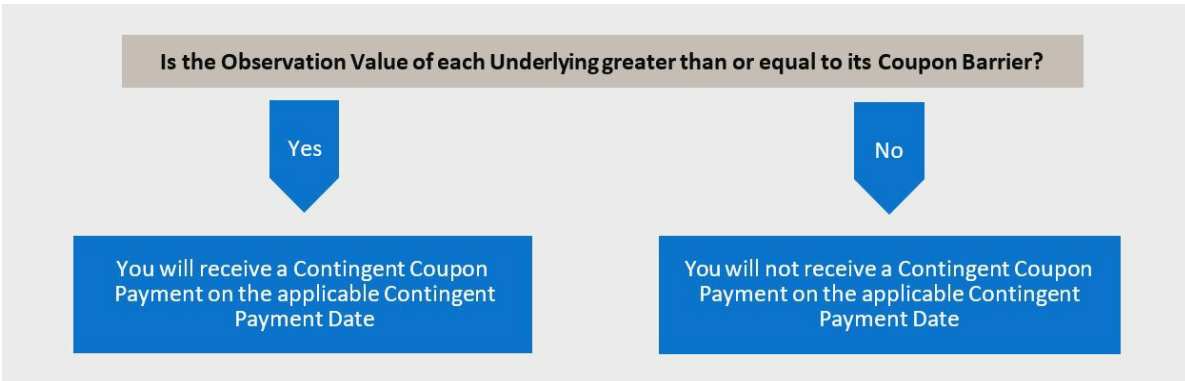 Is the Observation Value of each Underlying greater than or equal to its Coupon Barrier?
Yes
No
You will receive a Contingent Coupon
Payment on the applicable Contingent
Payment Date
You will not receive a Contingent Coupon
Payment on the applicable Contingent
Payment Date